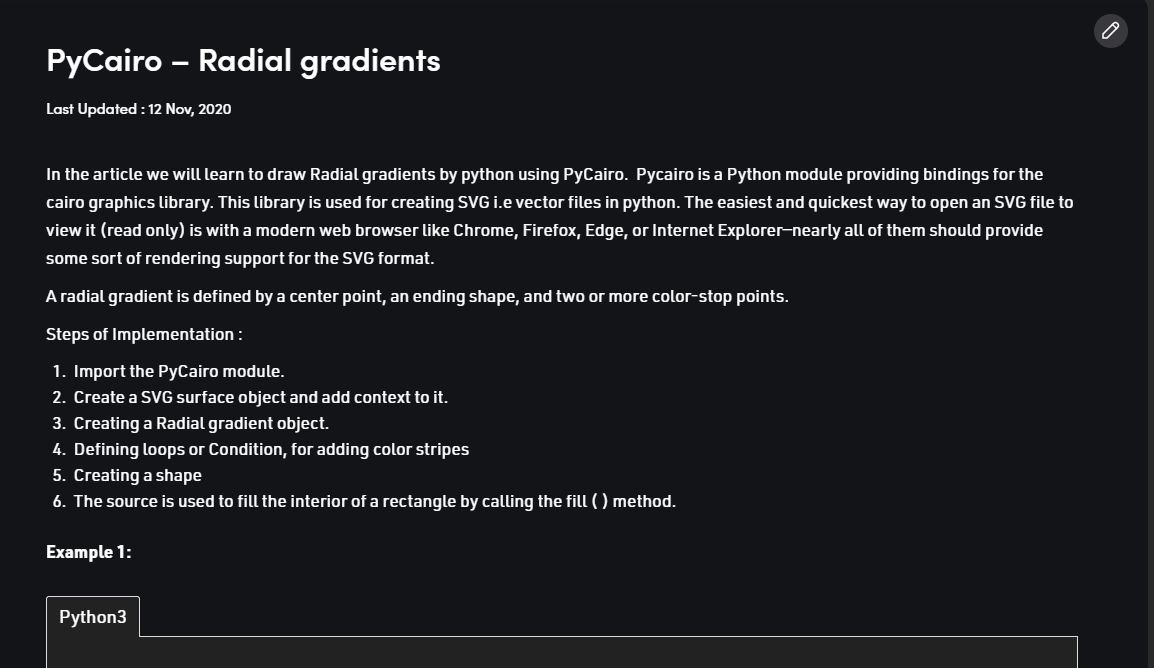 PyCairo – Radial gradients
Last Updated : 12 Nov, 2020
In the article we will learn to draw Radial gradients by python using PyCairo.  Pycairo is a Python module providing bindings for the
cairo graphics library. This library is used for creating SVG i.e vector files in python. The easiest and quickest way to open an SVG file to
view it (read only) is with a modern web browser like Chrome, Firefox, Edge, or Internet Explorer—nearly all of them should provide
some sort of rendering support for the SVG format.
A radial gradient is defined by a center point, an ending shape, and two or more color-stop points.
Steps of Implementation :
1. Import the PyCairo module.
2. Create a SVG surface object and add context to it.
3. Creating a Radial gradient object.
4. Defining loops or Condition, for adding color stripes
5. Creating a shape
6. The source is used to fill the interior of a rectangle by calling the fill ( ) method.
Example 1:
Python3